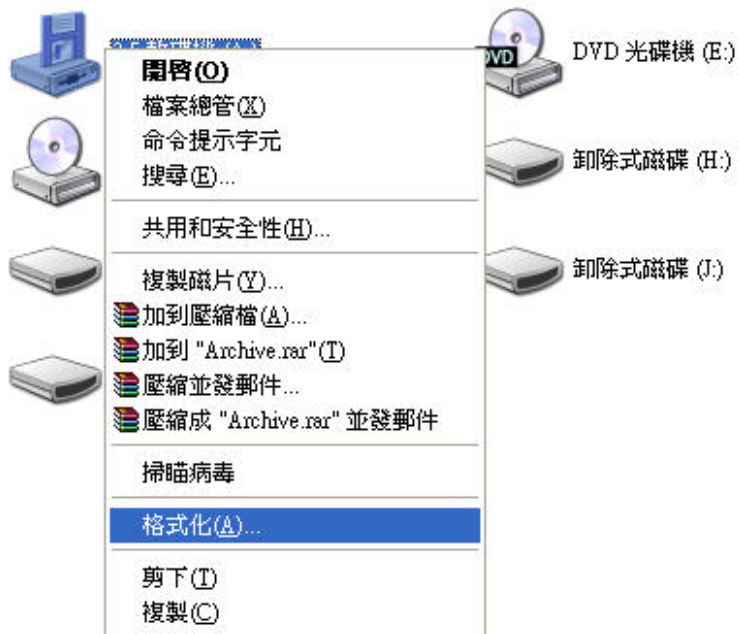 DVD
DVD 光碟機 (E:)
開啓(O)
檔案總管(X)
命令提示字元
搜尋(E)...
卸除式磁碟 (H:)
共用和安全性(H)...
卸除式磁碟 (J:)
複製磁片(Y)...
加到壓縮檔(A)...
加到 "Archive.rar"(T)
壓縮並發郵件...
壓縮成 "Archive.rar" 並發郵件
掃瞄病毒
格式化(A)...
剪下(T)
複製(C)